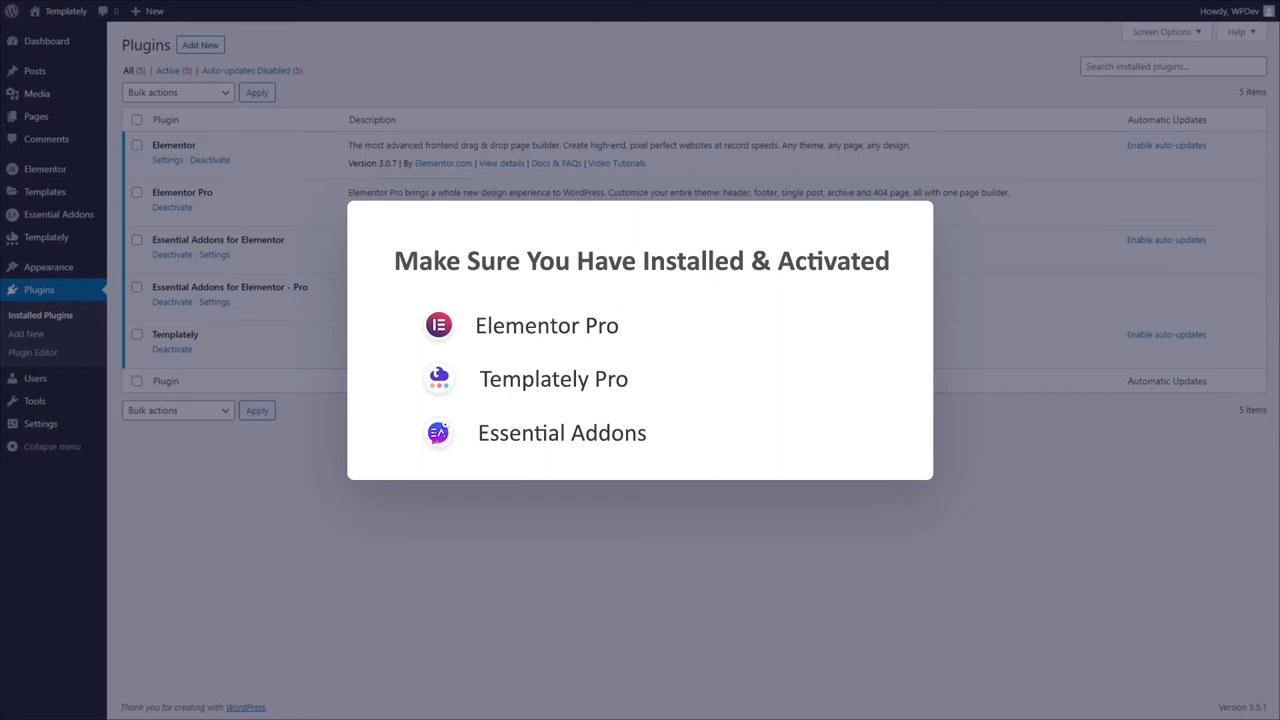 Templately 0 New Howdy, WPDev
Dashboard
Posts
Media
Pages
Comments
Elementor
Templates
Essential Addons
Templately
Appearance
Plugins
Installed Plugins
Add New
Plugin Editor
Users
Tools
Settings
Collapse menu
Screen Options Help
Plugins Add New
All (5) | Active (5) | Auto-updates Disabled (5)
Search installed plugins...
Bulk actions Apply 5 items
Plugin Description Automatic Updates
Elementor The most advanced frontend drag & drop page builder. Create high-end, pixel perfect websites at record speeds. Any theme, any page, any design. Enable auto-updates
Settings Deactivate Version 3.0.7 | By Elementor.com | View details | Docs & FAQs | Video Tutorials
Elementor Pro Elementor Pro brings a whole new design experience to WordPress. Customize your entire theme: header, footer, single post, archive and 404 page, all with one page builder.
Deactivate
Essential Addons for Elementor Enable auto-updates
Deactivate Settings
Essential Addons for Elementor - Pro
Deactivate Settings
Templately Enable auto-updates
Deactivate
Plugin Automatic Updates
Bulk actions Apply 5 items
Make Sure You Have Installed & Activated
Elementor Pro
Templately Pro
EA Essential Addons
Thank you for creating with WordPress. Version 5.5.1